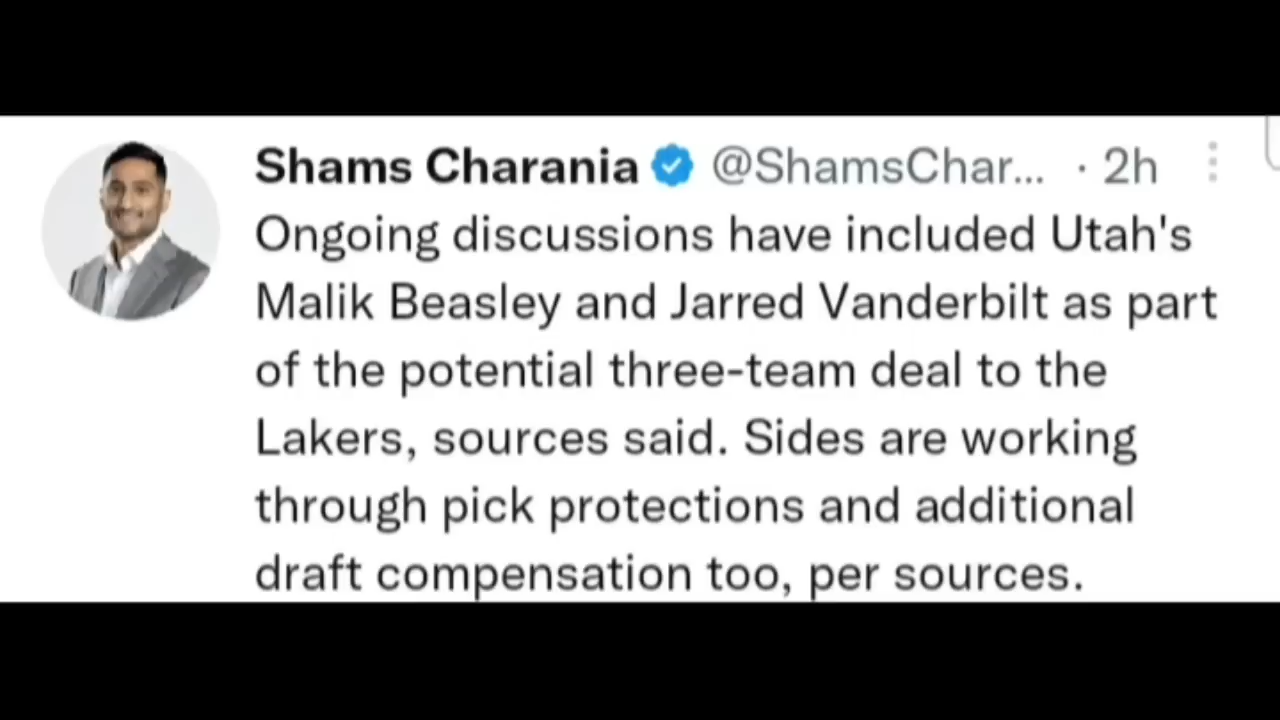 Shams Charania @ShamsChar... · 2h
Ongoing discussions have included Utah's
Malik Beasley and Jarred Vanderbilt as part
of the potential three-team deal to the
Lakers, sources said. Sides are working
through pick protections and additional
draft compensation too, per sources.